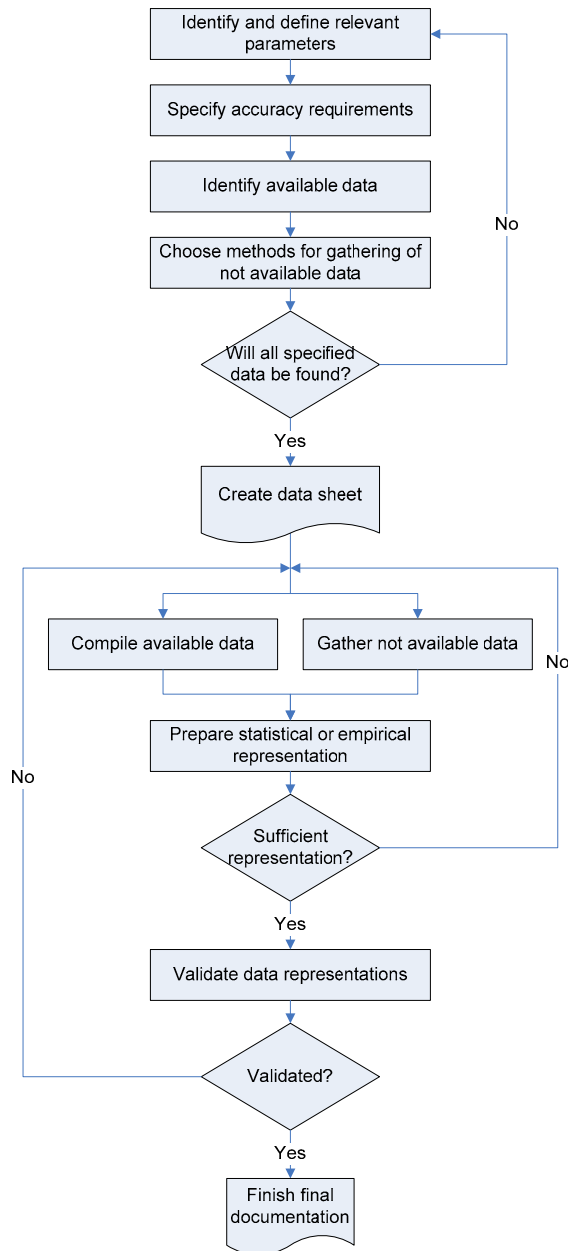 Identify and define relevant
parameters
Specify accuracy requirements
Identify available data
No
Choose methods for gathering of
not available data
Will all specified
data be found?
Yes
Create data sheet
Compile available data
Gather not available data
No
Prepare statistical or empirical
representation
No
Sufficient
representation?
Yes
Validate data representations
Validated?
Yes
Finish final
documentation